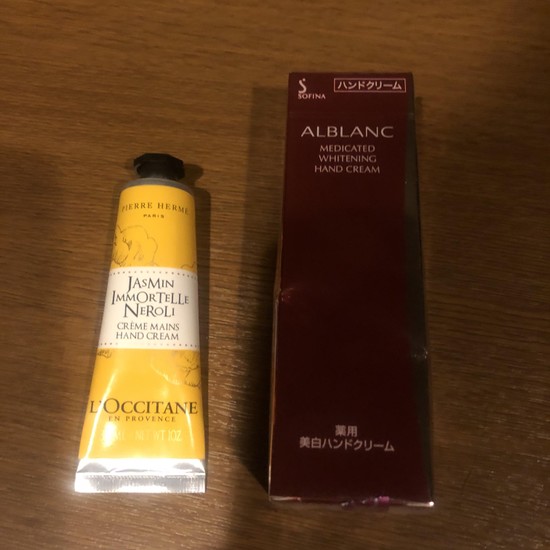 PIERRE HERMÉ
PARIS
JASMIN
IMMORTELLE
NEROLI
CRÈME MAINS
HAND CREAM
L'OCCITANE
EN PROVENCE
SOFINA
ハンドクリーム
ALBLANC
MEDICATED
WHITENING
HAND CREAM
薬用
美白ハンドクリーム